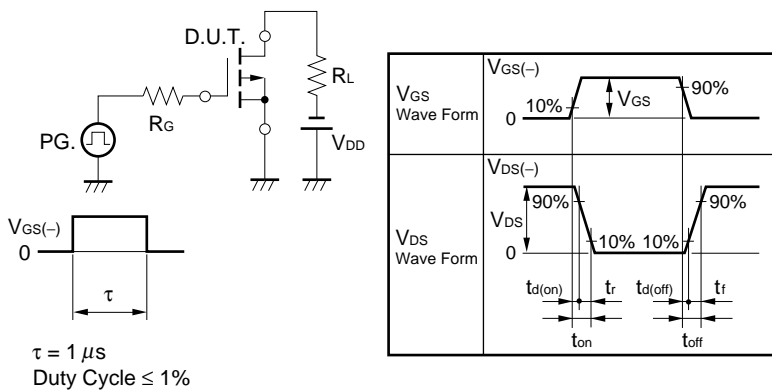 D.U.T.
RL
RG
PG.
VDD
VGS(−)
0
τ
τ = 1 μs
Duty Cycle ≤ 1%
VGS
Wave Form
VGS(−)
10%
VGS
90%
0
VDS
Wave Form
VDS(−)
VDS
90%
90%
10% 10%
0
td(on) tr td(off) tf
ton toff